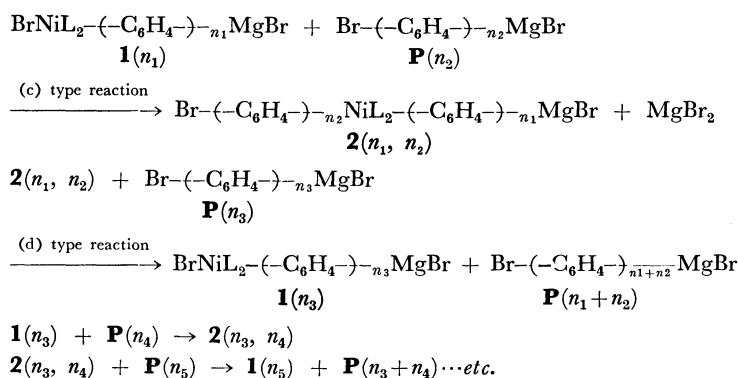 BrNiL₂–(–C₆H₄–)–ₙ₁MgBr + Br–(–C₆H₄–)–ₙ₂MgBr
1(n₁) P(n₂)
(c) type reaction
⟶ Br–(–C₆H₄–)–ₙ₂NiL₂–(–C₆H₄–)–ₙ₁MgBr + MgBr₂
2(n₁, n₂)
2(n₁, n₂) + Br–(–C₆H₄–)–ₙ₃MgBr
P(n₃)
(d) type reaction
⟶ BrNiL₂–(–C₆H₄–)–ₙ₃MgBr + Br–(–C₆H₄–)–ₙ₁₊ₙ₂MgBr
1(n₃) P(n₁+n₂)
1(n₃) + P(n₄) → 2(n₃, n₄)
2(n₃, n₄) + P(n₅) → 1(n₅) + P(n₃+n₄)···etc.